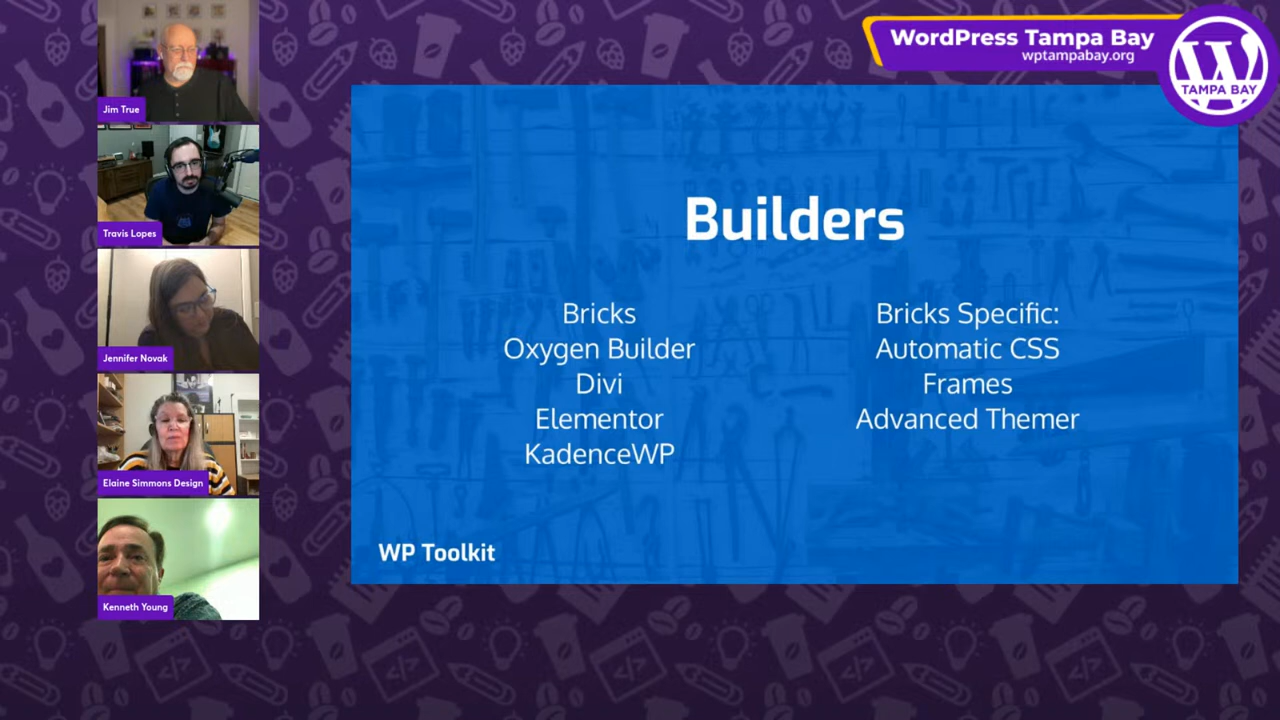 WordPress Tampa Bay
wptampabay.org
W
TAMPA BAY
Jim True
Travis Lopes
Jennifer Novak
Elaine Simmons Design
Kenneth Young
Builders
Bricks
Oxygen Builder
Divi
Elementor
KadenceWP
Bricks Specific:
Automatic CSS
Frames
Advanced Themer
WP Toolkit